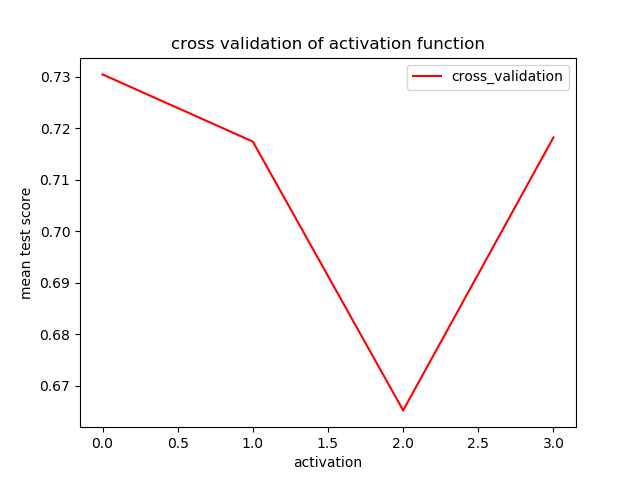 cross validation of activation function
cross_validation
mean test score
0.73
0.72
0.71
0.70
0.69
0.68
0.67
0.0 0.5 1.0 1.5 2.0 2.5 3.0
activation